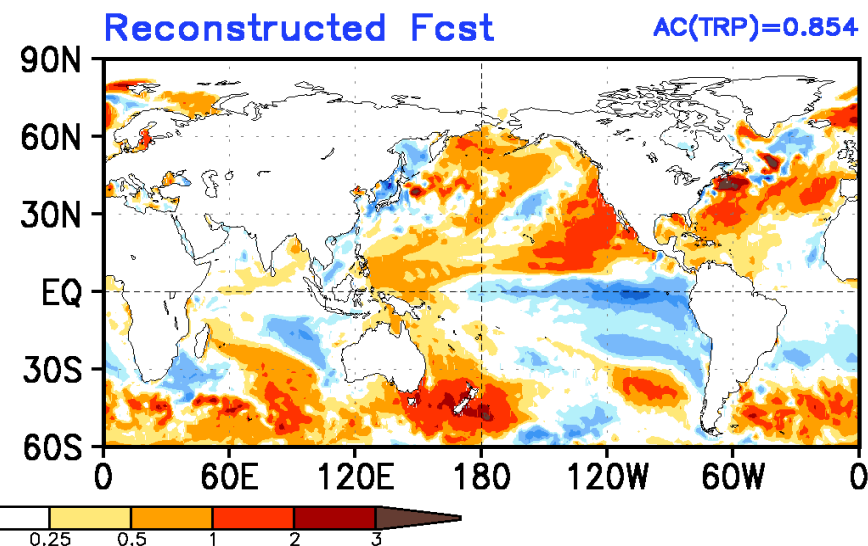 Reconstructed Fcst
AC(TRP)=0.854
90N
60N
30N
EQ
30S
60S
0 60E 120E 180 120W 60W 0
0.25 0.5 1 2 3